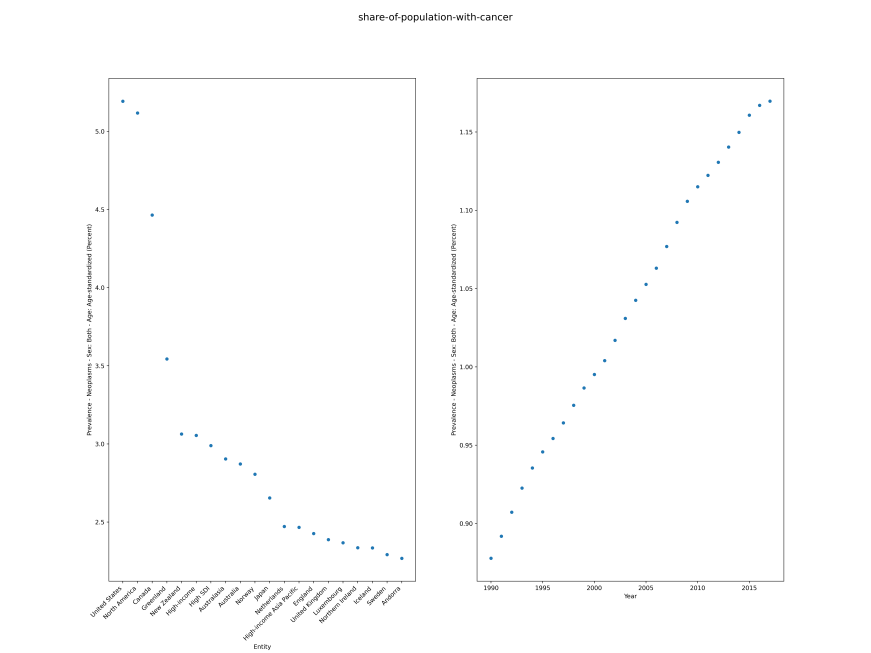 share-of-population-with-cancer
Prevalence - Neoplasms - Sex: Both - Age: Age-standardized (Percent)
5.0
4.5
4.0
3.5
3.0
2.5
United States
North America
Canada
Greenland
New Zealand
High-income
High SDI
Australasia
Australia
Norway
Japan
Netherlands
High-income Asia Pacific
England
United Kingdom
Luxembourg
Northern Ireland
Iceland
Sweden
Andorra
Entity
Prevalence - Neoplasms - Sex: Both - Age: Age-standardized (Percent)
1.15
1.10
1.05
1.00
0.95
0.90
1990
1995
2000
2005
2010
2015
Year